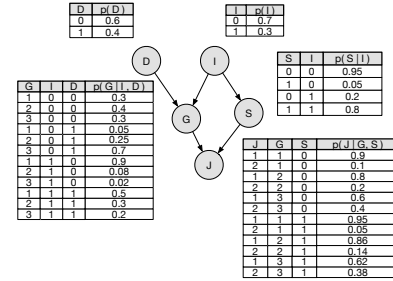 D p(D)
0 0.6
1 0.4
I p(I)
0 0.7
1 0.3
D
I
S I p(S|I)
0 0 0.95
1 0 0.05
0 1 0.2
1 1 0.8
G I D p(G|I,D)
1 0 0 0.3
2 0 0 0.4
3 0 0 0.3
1 0 1 0.05
2 0 1 0.25
3 0 1 0.7
1 1 0 0.9
2 1 0 0.08
3 1 0 0.02
1 1 1 0.5
2 1 1 0.3
3 1 1 0.2
G
S
J
J G S p(J|G,S)
1 1 0 0.9
2 1 0 0.1
1 2 0 0.8
2 2 0 0.2
1 3 0 0.6
2 3 0 0.4
1 1 1 0.95
2 1 1 0.05
1 2 1 0.86
2 2 1 0.14
1 3 1 0.62
2 3 1 0.38